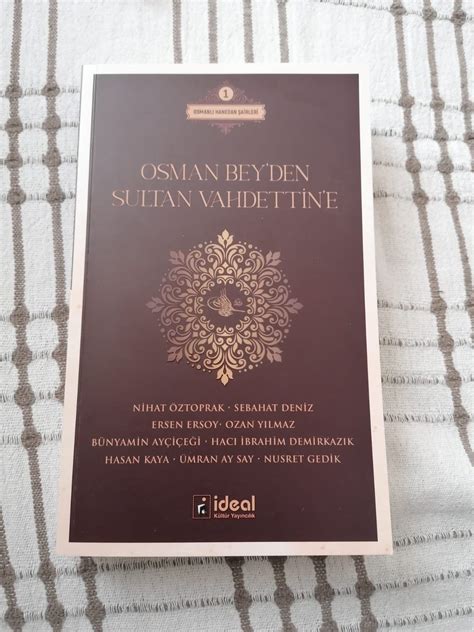 1
OSMANLI HANEDAN ŞAİRLERİ
OSMAN BEY'DEN
SULTAN VAHDETTİN'E
NİHAT ÖZTOPRAK · SEBAHAT DENİZ
ERSEN ERSOY · OZAN YILMAZ
BÜNYAMİN AYÇİÇEĞİ · HACI İBRAHİM DEMİRKAZIK
HASAN KAYA · ÜMRAN AY SAY · NUSRET GEDİK
ideal
Kültür Yayıncılık